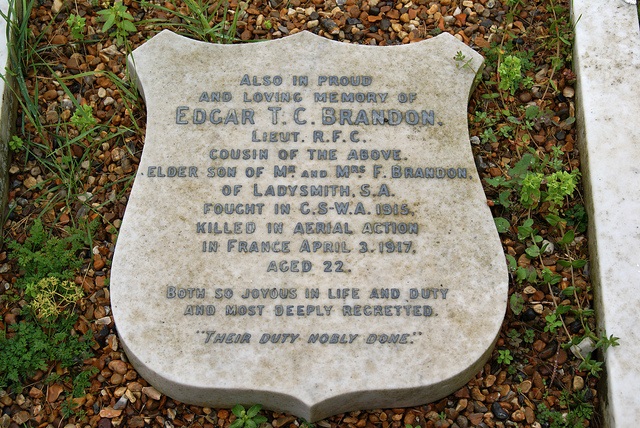 ALSO IN PROUD
AND LOVING MEMORY OF
EDGAR T. C. BRANDON.
LIEUT. R.F.C.
COUSIN OF THE ABOVE.
ELDER SON OF MR AND MRS F. BRANDON,
OF LADYSMITH, S.A.
FOUGHT IN G.S-W.A. 1915.
KILLED IN AERIAL ACTION
IN FRANCE APRIL 3. 1917.
AGED 22.
BOTH SO JOYOUS IN LIFE AND DUTY
AND MOST DEEPLY REGRETTED.
"THEIR DUTY NOBLY DONE."